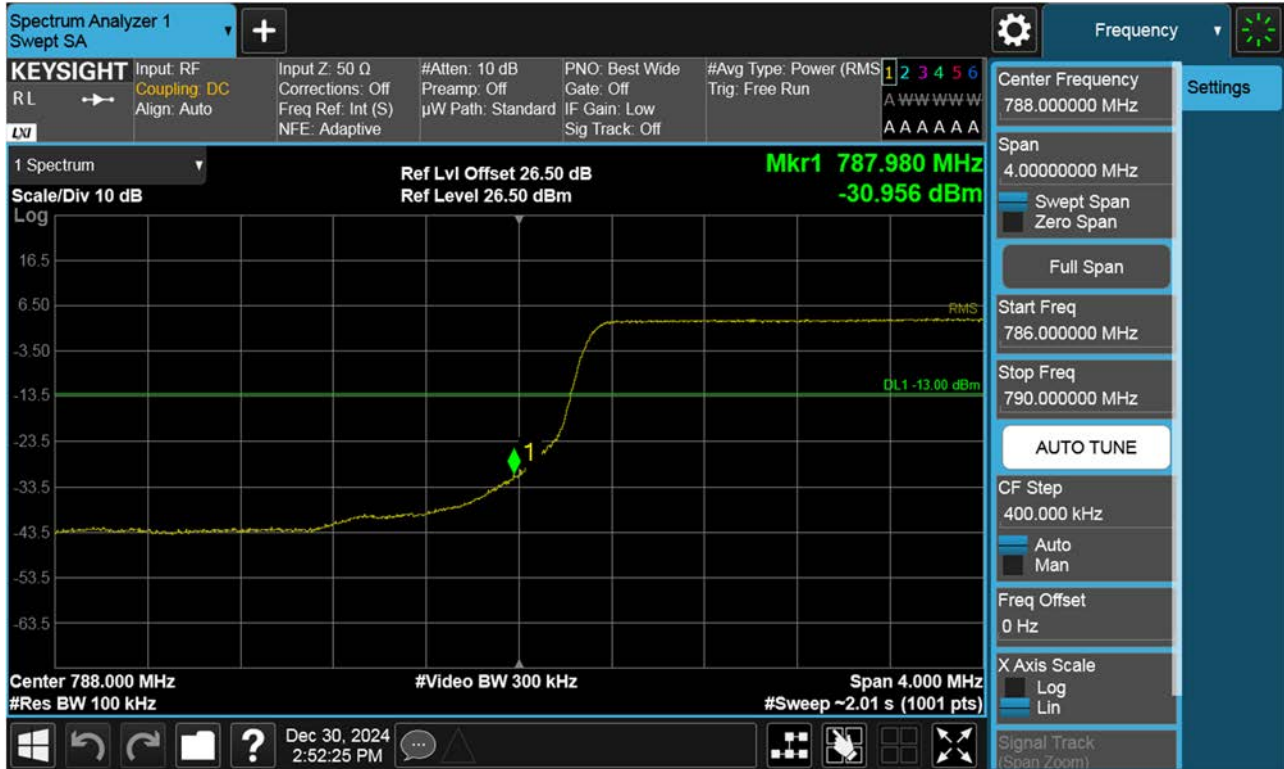 Spectrum Analyzer 1
Swept SA
Frequency
KEYSIGHT
R L
LXI
Input: RF
Coupling: DC
Align: Auto
Input Z: 50 Ω
Corrections: Off
Freq Ref: Int (S)
NFE: Adaptive
#Atten: 10 dB
Preamp: Off
µW Path: Standard
PNO: Best Wide
Gate: Off
IF Gain: Low
Sig Track: Off
#Avg Type: Power (RMS
Trig: Free Run
1 2 3 4 5 6
A W W W W W
A A A A A A
1 Spectrum
Scale/Div 10 dB
Log
Ref Lvl Offset 26.50 dB
Ref Level 26.50 dBm
Mkr1 787.980 MHz
-30.956 dBm
16.5
6.50
-3.50
-13.5
-23.5
-33.5
-43.5
-53.5
-63.5
RMS
DL1 -13.00 dBm
1
Center 788.000 MHz
#Res BW 100 kHz
#Video BW 300 kHz
Span 4.000 MHz
#Sweep ~2.01 s (1001 pts)
Center Frequency
788.000000 MHz
Span
4.00000000 MHz
Swept Span
Zero Span
Full Span
Start Freq
786.000000 MHz
Stop Freq
790.000000 MHz
AUTO TUNE
CF Step
400.000 kHz
Auto
Man
Freq Offset
0 Hz
X Axis Scale
Log
Lin
Signal Track
(Span Zoom)
Settings
?
Dec 30, 2024
2:52:25 PM